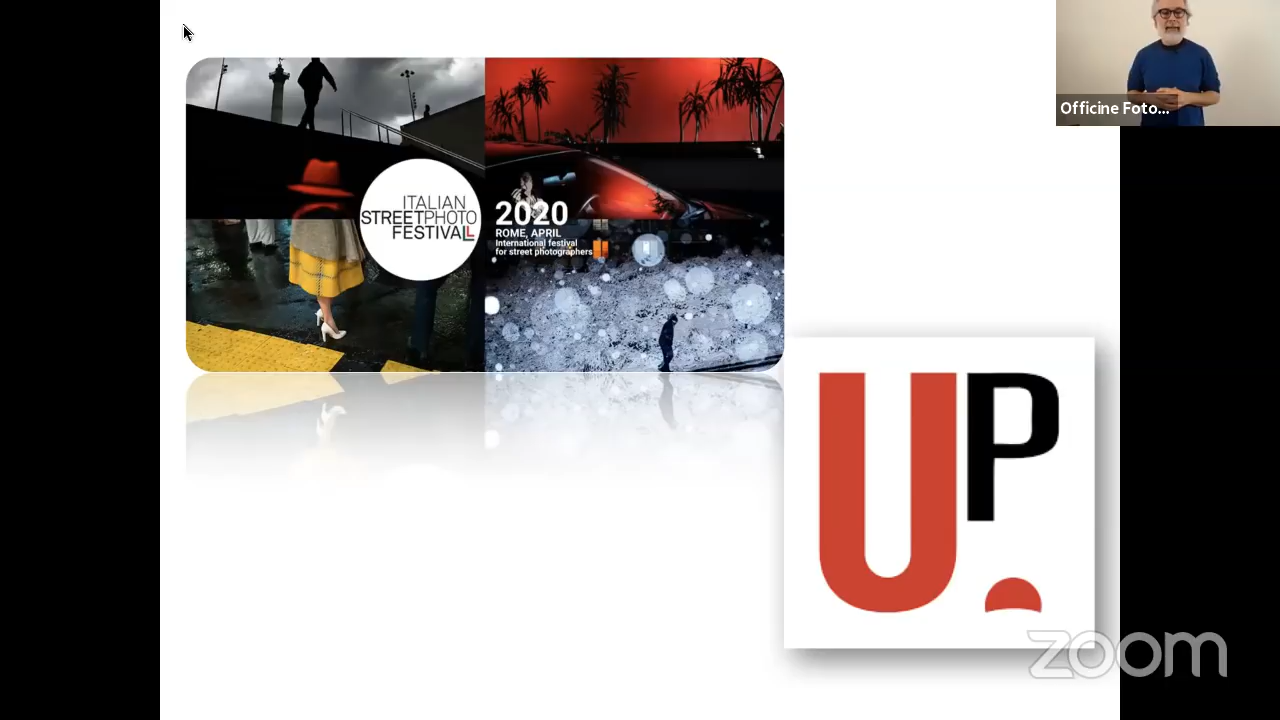 Officine Foto...
ITALIAN
STREETPHOTO
FESTIVAL
2020
ROME, APRIL
International festival
for street photographers
UP.
zoom